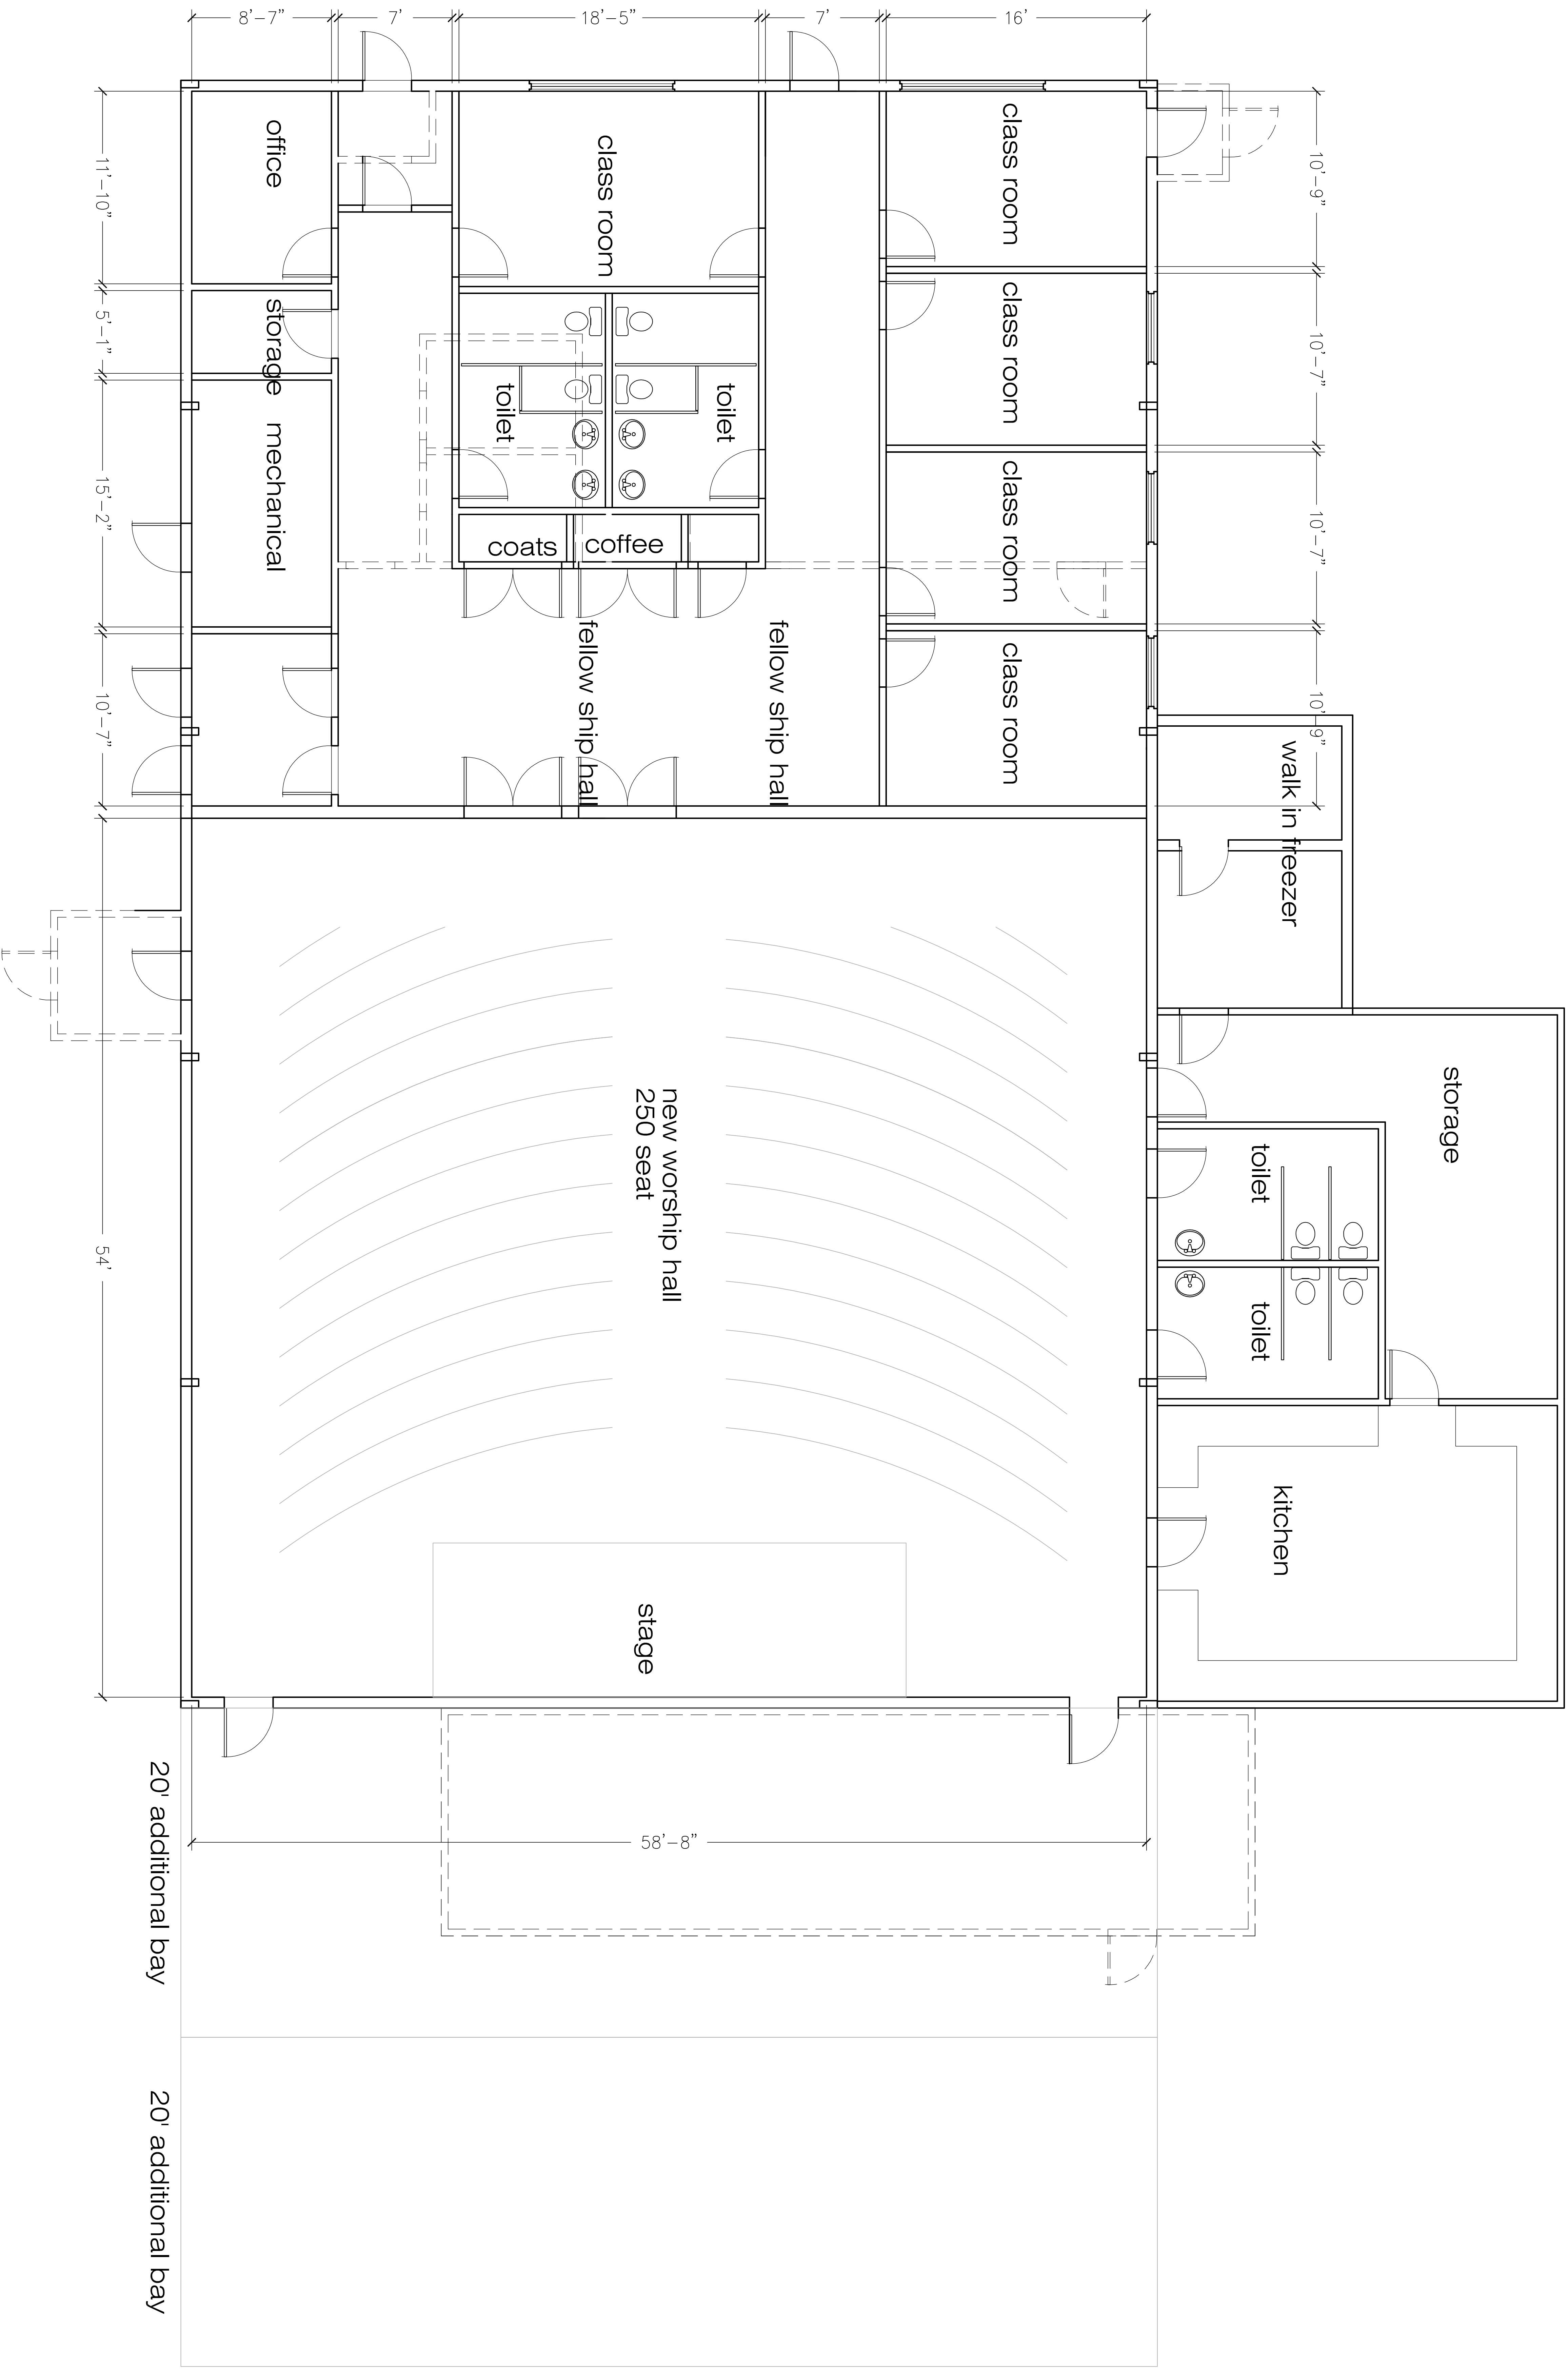 8'-7"
7'
18'-5"
7'
16'
office
class room
class room
10'-9"
11'-10"
storage
5'-1"
class room
10'-7"
toilet
toilet
mechanical
15'-2"
class room
10'-7"
coats
coffee
fellow ship hall
fellow ship hall
class room
10'-9"
10'-7"
walk in freezer
new worship hall
250 seat
54'
storage
toilet
toilet
kitchen
stage
58'-8"
20' additional bay
20' additional bay